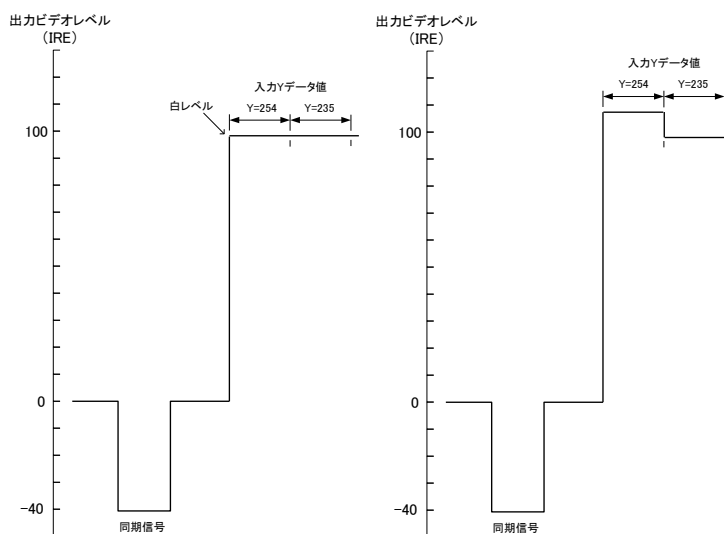 出力ビデオレベル
(IRE)
入力Yデータ値
白レベル
Y=254
Y=235
100
0
-40
同期信号
出力ビデオレベル
(IRE)
入力Yデータ値
Y=254
Y=235
100
0
-40
同期信号